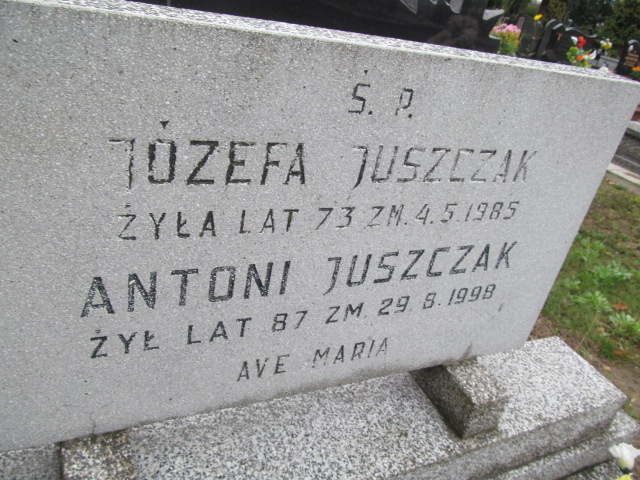 Ś. P.
JÓZEFA JUSZCZAK
ŻYŁA LAT 73 ZM. 4.5.1985
ANTONI JUSZCZAK
ŻYŁ LAT 87 ZM. 29.8.1998
AVE MARIA